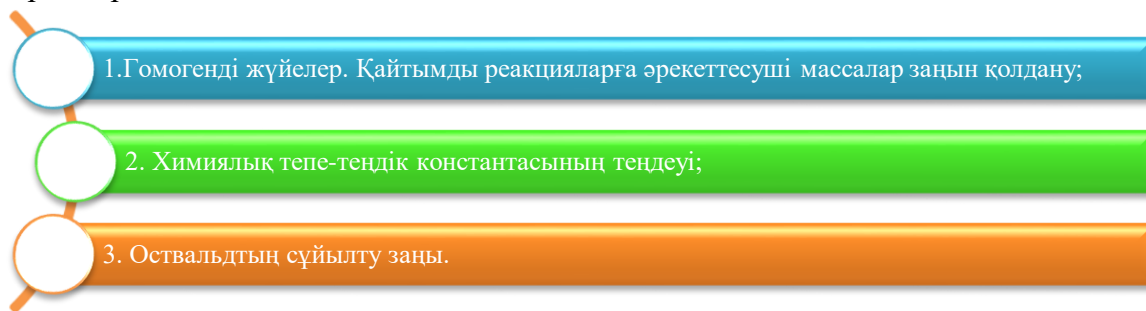 1.Гомогенді жүйелер. Қайтымды реакцияларға әрекеттесуші массалар заңын қолдану;
2. Химиялық тепе-теңдік константасының теңдеуі;
3. Оствальдтың сұйылту заңы.